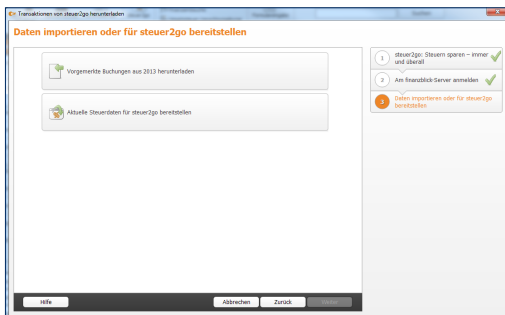 Transaktionen von steuer2go herunterladen
Daten importieren oder für steuer2go bereitstellen
Vorgemerkte Buchungen aus 2013 herunterladen
Aktuelle Steuerdaten für steuer2go bereitstellen
1 steuer2go: Steuern sparen – immer
und überall
2 Am finanzblick-Server anmelden
3 Daten importieren oder für steuer2go
bereitstellen
Hilfe
Abbrechen
Zurück
Weiter